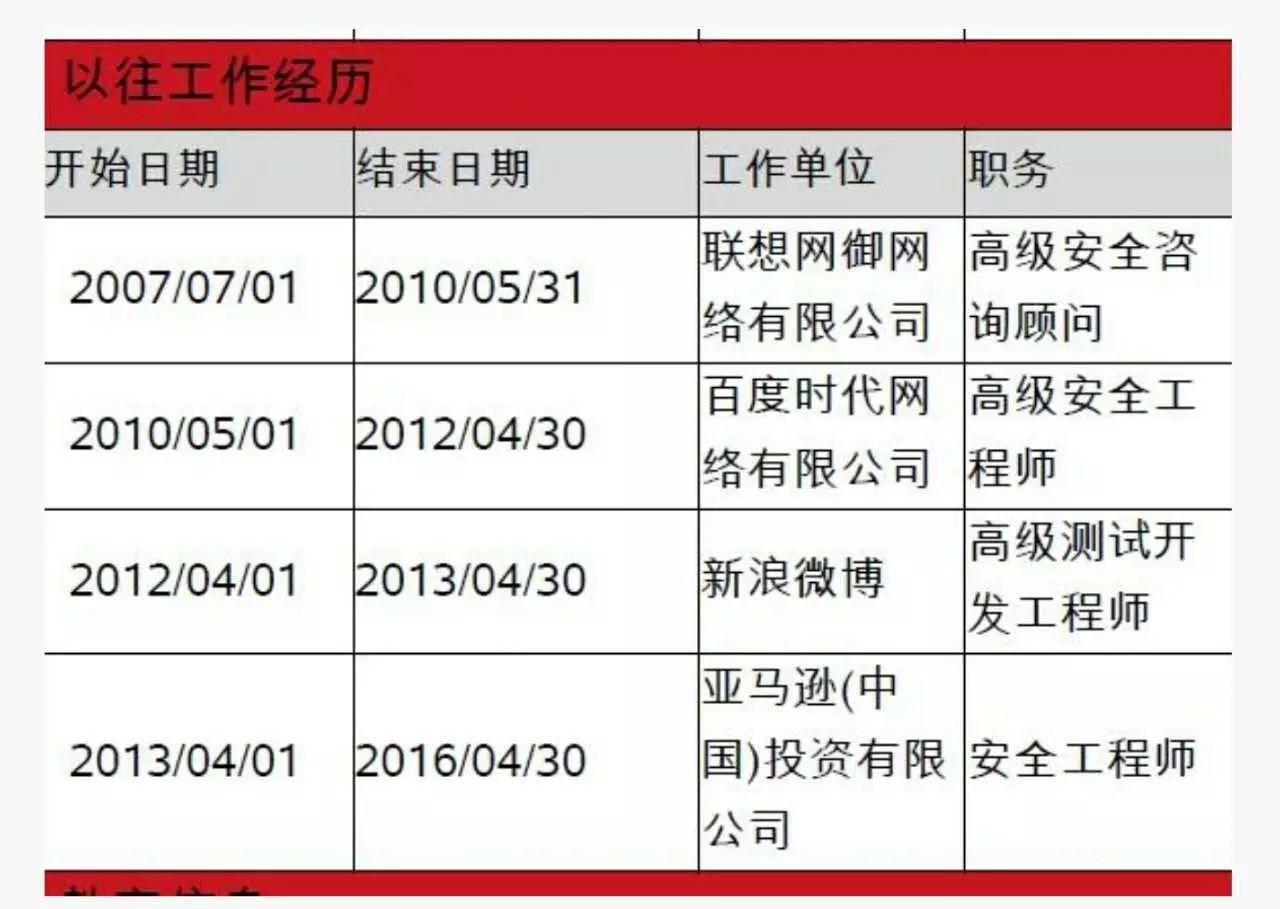 以往工作经历
开始日期 结束日期 工作单位 职务
2007/07/01 2010/05/31 联想网御网络有限公司 高级安全咨询顾问
2010/05/01 2012/04/30 百度时代网络有限公司 高级安全工程师
2012/04/01 2013/04/30 新浪微博 高级测试开发工程师
2013/04/01 2016/04/30 亚马逊(中国)投资有限公司 安全工程师